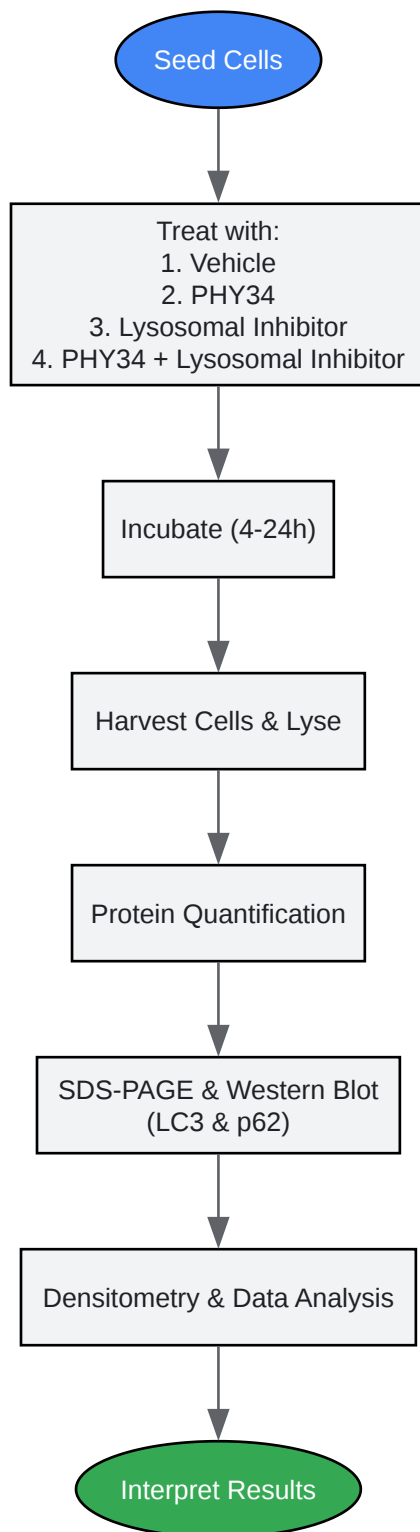 Seed Cells
Treat with:
1. Vehicle
2. PHY34
3. Lysosomal Inhibitor
4. PHY34 + Lysosomal Inhibitor
Incubate (4-24h)
Harvest Cells & Lyse
Protein Quantification
SDS-PAGE & Western Blot
(LC3 & p62)
Densitometry & Data Analysis
Interpret Results